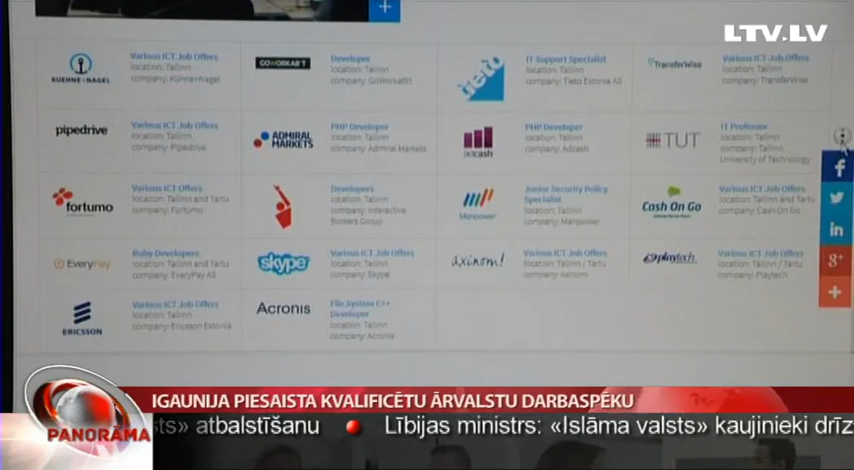 LTV.LV
KUEHNE+NAGEL
Various ICT Job Offers
location: Tallinn
company: Kühne+Nagel
GOWORKABIT
Developer
location: Tallinn
company: GoWorkaBit
tieto
IT Support Specialist
location: Tallinn
company: Tieto Estonia AS
TransferWise
Various ICT Job Offers
location: Tallinn
company: TransferWise
pipedrive
Various ICT Job Offers
location: Tallinn
company: Pipedrive
ADMIRAL
MARKETS
PHP Developer
location: Tallinn
company: Admiral Markets
adcash
PHP Developer
location: Tallinn
company: Adcash
TUT
IT Professor
location: Tallinn
company: Tallinn
University of Technology
fortumo
Various ICT Offers
location: Tallinn and Tartu
company: Fortumo
Developers
location: Tallinn
company: Interactive
Brokers Group
Manpower
Junior Security Policy
Specialist
location: Tallinn
company: Manpower
Cash On Go
Various ICT Job Offers
location: Tallinn and Tartu
company: Cash On Go
EveryPay
Ruby Developers
location: Tallinn and Tartu
company: EveryPay AS
skype
Various ICT Job Offers
location: Tallinn / Tartu
company: Skype
axinom!
Various ICT Job Offers
location: Tallinn / Tartu
company: Axinom
playtech
Various ICT Job Offers
location: Tallinn / Tartu
company: Playtech
ERICSSON
Various ICT Job Offers
location: Tallinn
company: Ericsson Estonia
Acronis
File System C++
Developer
location: Tallinn
company: Acronis
IGAUNIJA PIESAISTA KVALIFICĒTU ĀRVALSTU DARBASPĒKU
PANORĀMA
sts» atbalstīšanu ● Lībijas ministrs: «Islāma valsts» kaujinieki drīz